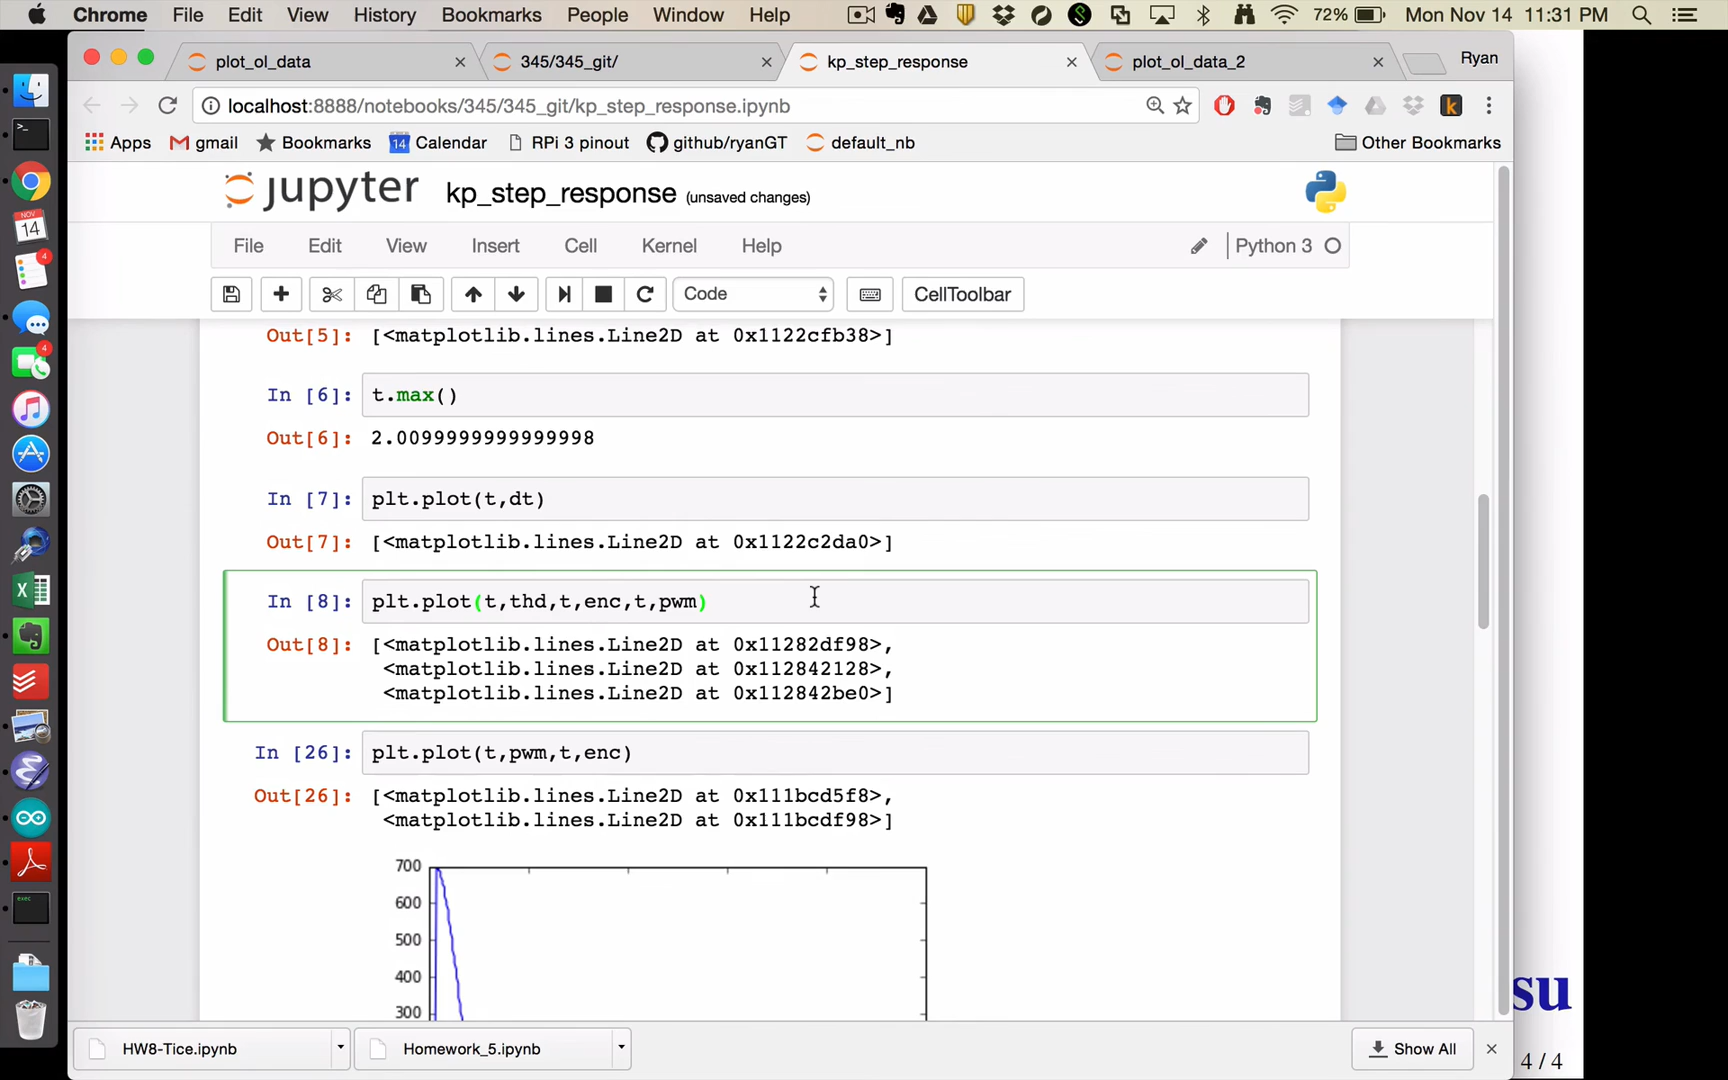 Chrome File Edit View History Bookmarks People Window Help 72% Mon Nov 14 11:31 PM
plot_ol_data 345/345_git/ kp_step_response plot_ol_data_2 Ryan
localhost:8888/notebooks/345/345_git/kp_step_response.ipynb
Apps gmail Bookmarks 14 Calendar RPi 3 pinout github/ryanGT default_nb Other Bookmarks
jupyter kp_step_response (unsaved changes)
File Edit View Insert Cell Kernel Help Python 3
Code CellToolbar
Out[5]: [<matplotlib.lines.Line2D at 0x1122cfb38>]
In [6]: t.max()
Out[6]: 2.0099999999999998
In [7]: plt.plot(t,dt)
Out[7]: [<matplotlib.lines.Line2D at 0x1122c2da0>]
In [8]: plt.plot(t,thd,t,enc,t,pwm)
Out[8]: [<matplotlib.lines.Line2D at 0x11282df98>,
<matplotlib.lines.Line2D at 0x112842128>,
<matplotlib.lines.Line2D at 0x112842be0>]
In [26]: plt.plot(t,pwm,t,enc)
Out[26]: [<matplotlib.lines.Line2D at 0x111bcd5f8>,
<matplotlib.lines.Line2D at 0x111bcdf98>]
700
600
500
400
300
HW8-Tice.ipynb Homework_5.ipynb Show All
NOV
14
4
4
exec
su
4 / 4